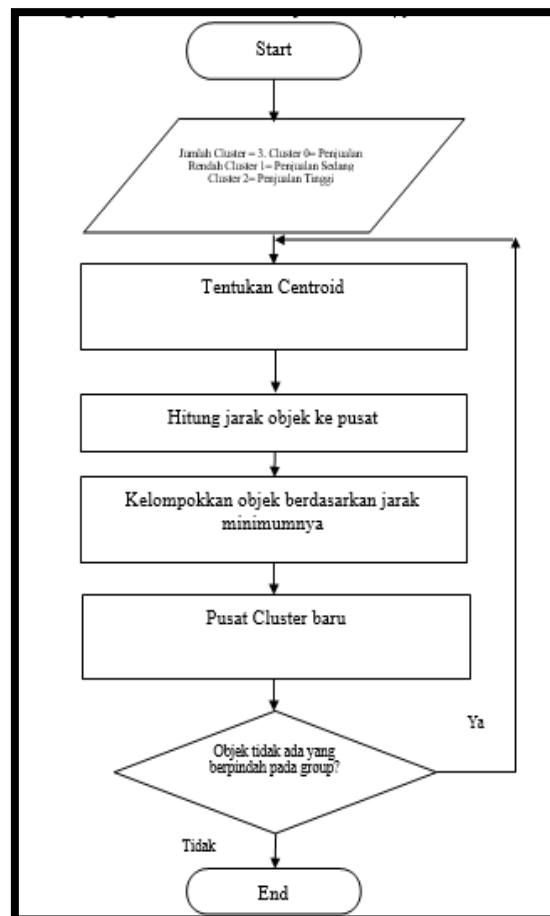 Start
Jumlah Cluster = 3. Cluster 0= Penjualan
Rendah Cluster 1= Penjualan Sedang
Cluster 2= Penjualan Tinggi
Tentukan Centroid
Hitung jarak objek ke pusat
Kelompokkan objek berdasarkan jarak
minimumnya
Pusat Cluster baru
Objek tidak ada yang
berpindah pada group?
Ya
Tidak
End